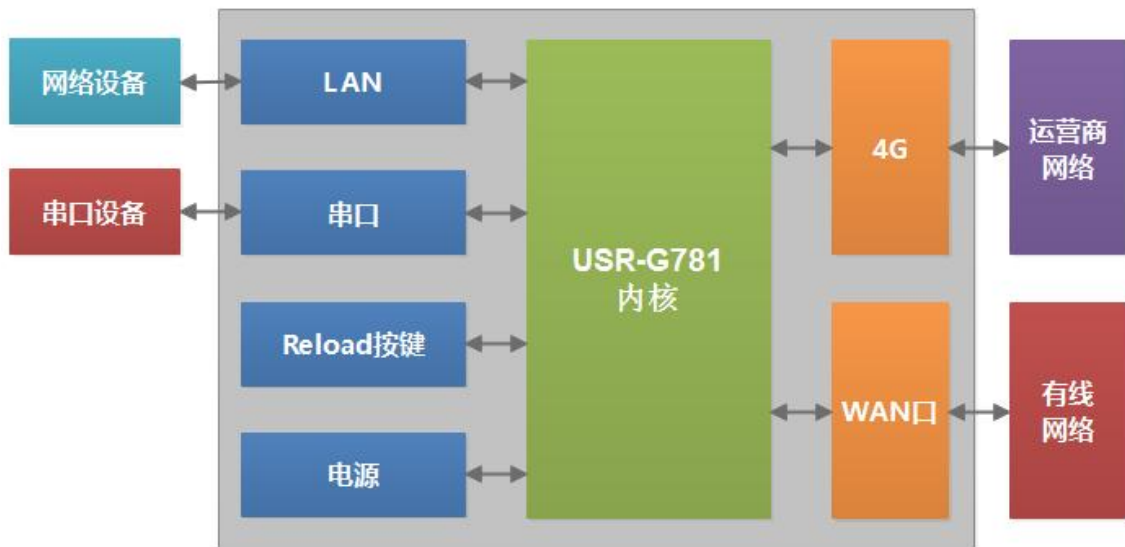 网络设备
LAN
串口设备
串口
Reload按键
电源
USR-G781
内核
4G
WAN口
运营商
网络
有线
网络